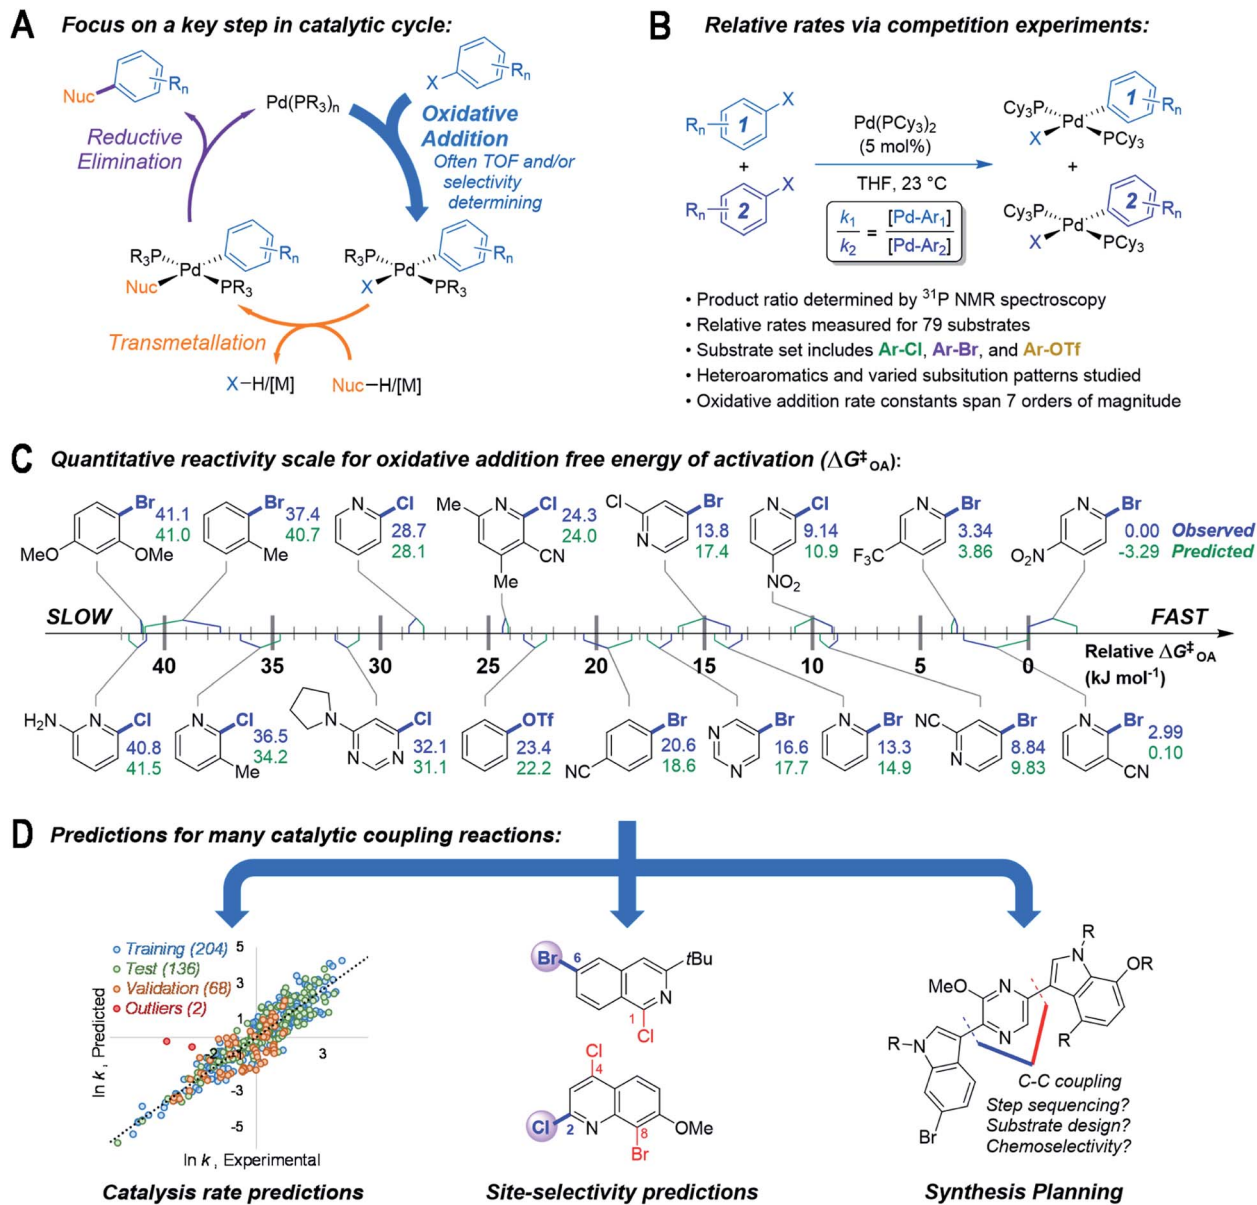 A Focus on a key step in catalytic cycle:
X
Rn
Nuc
Rn
Pd(PR3)n
Oxidative
Addition
Often TOF and/or
selectivity
determining
Reductive
Elimination
R3P
Pd
Rn
Nuc
PR3
R3P
Pd
Rn
X
PR3
Transmetallation
X–H/[M]
Nuc–H/[M]
B Relative rates via competition experiments:
X
Rn
1
+
X
Rn
2
Pd(PCy3)2
(5 mol%)
THF, 23 °C
k1
k2
=
[Pd-Ar1]
[Pd-Ar2]
Cy3P
1
Rn
Pd
X
PCy3
+
Cy3P
2
Rn
Pd
X
PCy3
• Product ratio determined by 31P NMR spectroscopy
• Relative rates measured for 79 substrates
• Substrate set includes Ar-Cl, Ar-Br, and Ar-OTf
• Heteroaromatics and varied subsitution patterns studied
• Oxidative addition rate constants span 7 orders of magnitude
C Quantitative reactivity scale for oxidative addition free energy of activation (ΔG‡OA):
Br
MeO
OMe
41.1
41.0
Br
Me
37.4
40.7
N
Cl
28.7
28.1
Me
N
Cl
CN
Me
24.3
24.0
Cl
Br
N
13.8
17.4
N
Cl
NO2
9.14
10.9
N
Br
F3C
3.34
3.86
N
Br
O2N
0.00 Observed
-3.29 Predicted
SLOW
FAST
40 35 30 25 20 15 10 5 0
Relative ΔG‡OA
(kJ mol-1)
H2N
N
Cl
40.8
41.5
N
Cl
Me
36.5
34.2
N
Cl
N
N
32.1
31.1
OTf
23.4
22.2
Br
NC
20.6
18.6
N
Br
N
16.6
17.7
N
Br
13.3
14.9
NC
Br
N
8.84
9.83
N
Br
CN
2.99
0.10
D Predictions for many catalytic coupling reactions:
Training (204)
Test (136)
Validation (68)
Outliers (2)
5
3
1
-2
-1
3
-3
-5
ln k, Predicted
ln k, Experimental
Catalysis rate predictions
Br
6
tBu
N
1
Cl
Cl
4
Cl
2
N
8
OMe
Br
Site-selectivity predictions
R
N
OR
MeO
N
R
N
R
N
Br
C-C coupling
Step sequencing?
Substrate design?
Chemoselectivity?
Synthesis Planning